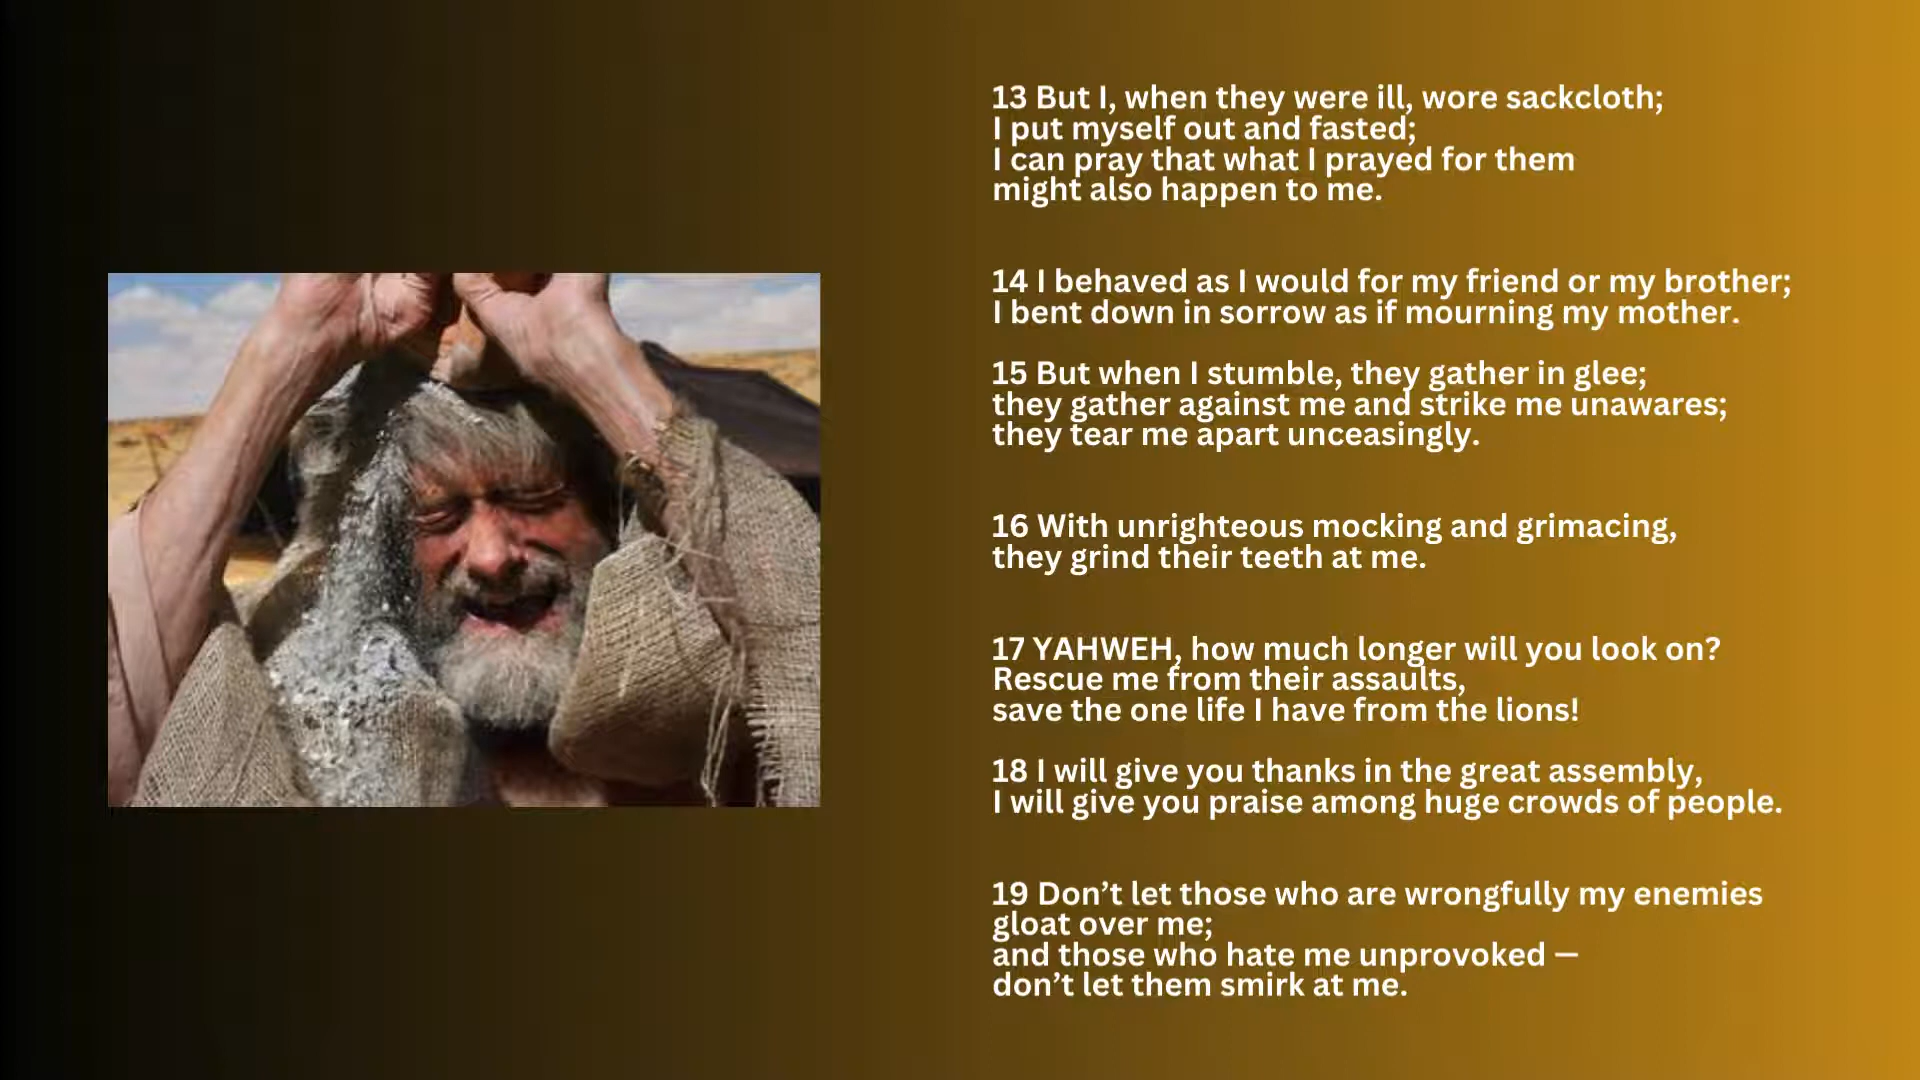 13 But I, when they were ill, wore sackcloth;
I put myself out and fasted;
I can pray that what I prayed for them
might also happen to me.
14 I behaved as I would for my friend or my brother;
I bent down in sorrow as if mourning my mother.
15 But when I stumble, they gather in glee;
they gather against me and strike me unawares;
they tear me apart unceasingly.
16 With unrighteous mocking and grimacing,
they grind their teeth at me.
17 YAHWEH, how much longer will you look on?
Rescue me from their assaults,
save the one life I have from the lions!
18 I will give you thanks in the great assembly,
I will give you praise among huge crowds of people.
19 Don’t let those who are wrongfully my enemies
gloat over me;
and those who hate me unprovoked —
don’t let them smirk at me.